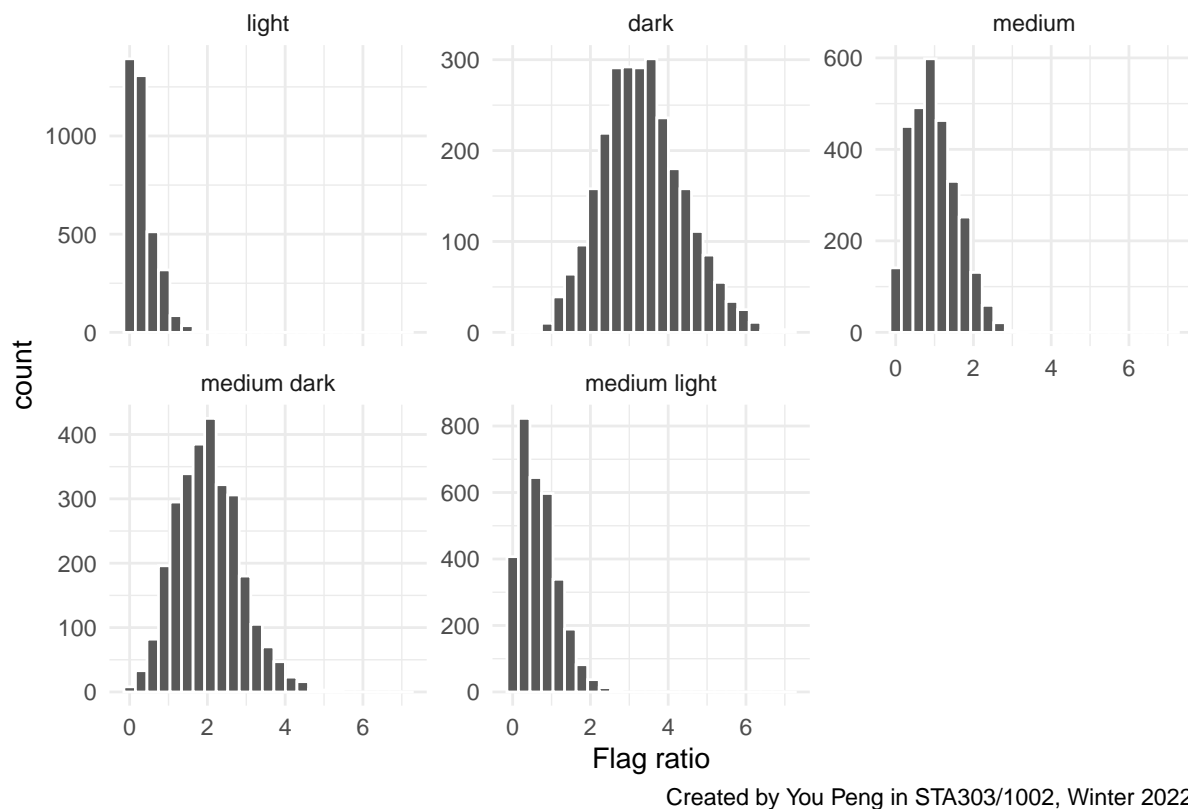 light
dark
medium
1000
500
0
300
200
100
0
600
400
200
0
0 2 4 6
medium dark
medium light
400
300
200
100
0
800
600
400
200
0
0 2 4 6
0 2 4 6
count
Flag ratio
Created by You Peng in STA303/1002, Winter 2022